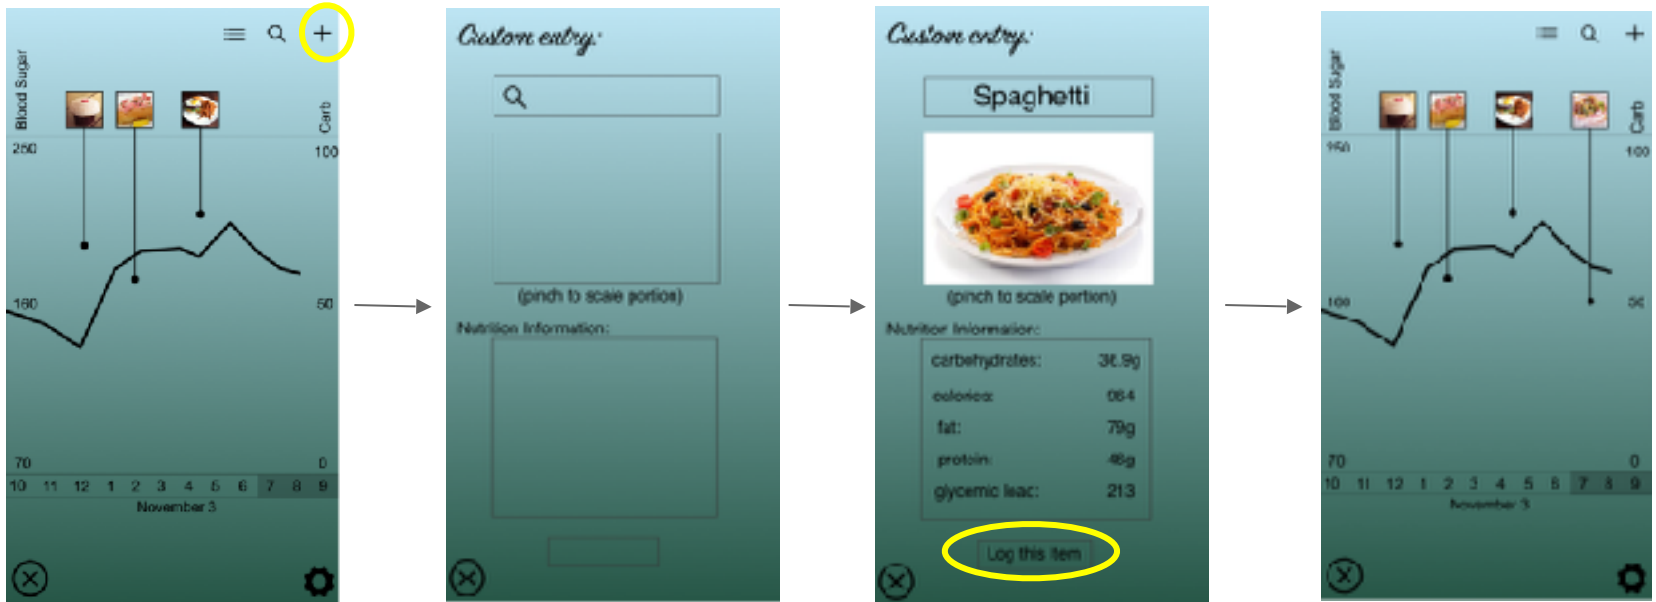 Blood Sugar
Carb
250
100
160
50
70
0
10 11 12 1 2 3 4 5 6 7 8 9
November 3
Custom entry:
(pinch to scale portion)
Nutrition Information:
Custom entry:
Spaghetti
(pinch to scale portion)
Nutrition Information:
carbohydrates:
calories:
fat: 79g
protein:
glycemic 213
Log this item
Blood Sugar
Carb
100
70
0
10 11 12 1 2 3 4 5 6 7 8 9
November 3